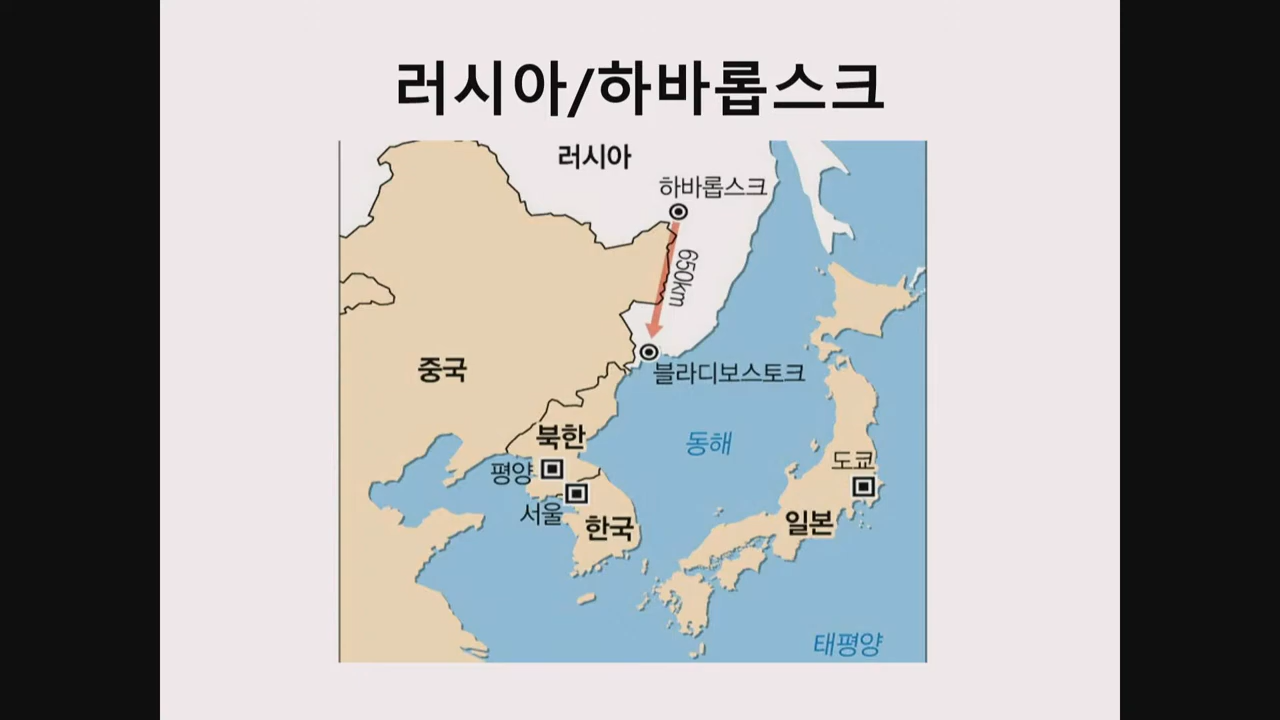 러시아/하바롭스크
러시아
하바롭스크
650km
중국
블라디보스토크
북한
동해
평양
도쿄
서울
한국
일본
태평양